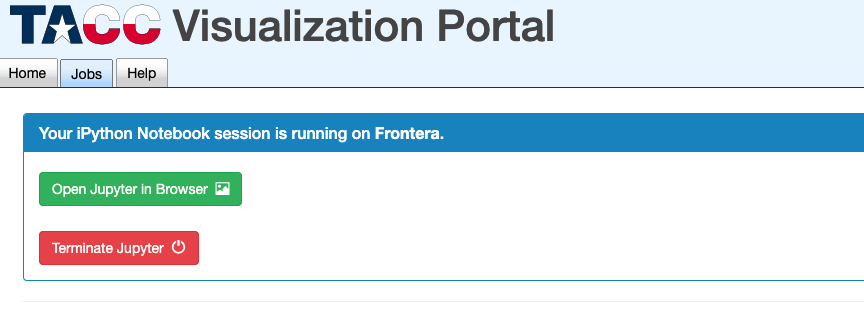 TACC Visualization Portal
Home Jobs Help
Your iPython Notebook session is running on Frontera.
Open Jupyter in Browser
Terminate Jupyter